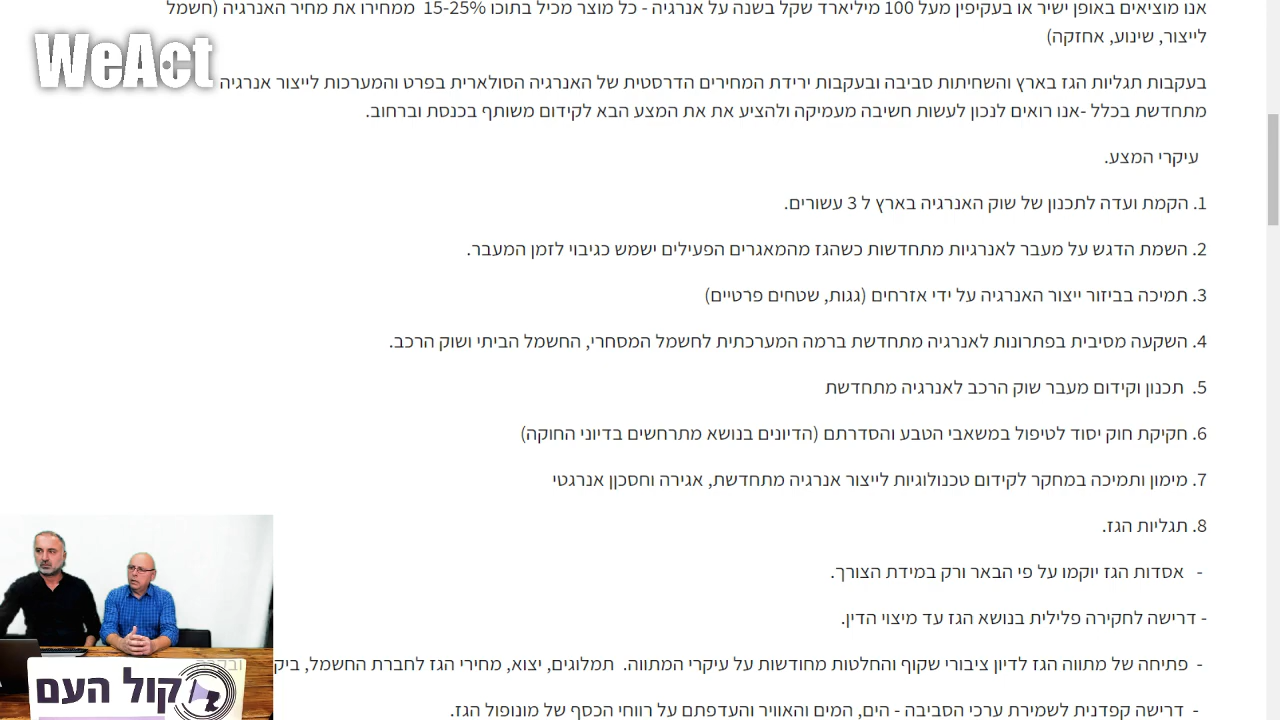 אנו מוציאים באופן ישיר או בעקיפין מעל 100 מיליארד שקל בשנה על אנרגיה - כל מוצר מכיל בתוכו 15-25% ממחירו את מחיר האנרגיה (חשמל
לייצור, שינוע, אחזקה)
WeAct
בעקבות תגליות הגז בארץ והשחיתות סביבה ובעקבות ירידת המחירים הדרסטית של האנרגיה הסולארית בפרט והמערכות לייצור אנרגיה
מתחדשת בכלל -אנו רואים לנכון לעשות חשיבה מעמיקה ולהציע את את המצע הבא לקידום משותף בכנסת וברחוב.
עיקרי המצע.
1. הקמת ועדה לתכנון של שוק האנרגיה בארץ ל 3 עשורים.
2. השמת הדגש על מעבר לאנרגיות מתחדשות כשהגז מהמאגרים הפעילים ישמש כגיבוי לזמן המעבר.
3. תמיכה בביזור ייצור האנרגיה על ידי אזרחים (גגות, שטחים פרטיים)
4. השקעה מסיבית בפתרונות לאנרגיה מתחדשת ברמה המערכתית לחשמל המסחרי, החשמל הביתי ושוק הרכב.
5. תכנון וקידום מעבר שוק הרכב לאנרגיה מתחדשת
6. חקיקת חוק יסוד לטיפול במשאבי הטבע והסדרתם (הדיונים בנושא מתרחשים בדיוני החוקה)
7. מימון ותמיכה במחקר לקידום טכנולוגיות לייצור אנרגיה מתחדשת, אגירה וחסכןן אנרגטי
8. תגליות הגז.
- אסדות הגז יוקמו על פי הבאר ורק במידת הצורך.
- דרישה לחקירה פלילית בנושא הגז עד מיצוי הדין.
- פתיחה של מתווה הגז לדיון ציבורי שקוף והחלטות מחודשות על עיקרי המתווה. תמלוגים, יצוא, מחירי הגז לחברת החשמל,
- דרישה קפדנית לשמירת ערכי הסביבה - הים, המים והאוויר והעדפתם על רווחי הכסף של מונופול הגז.
קול העם